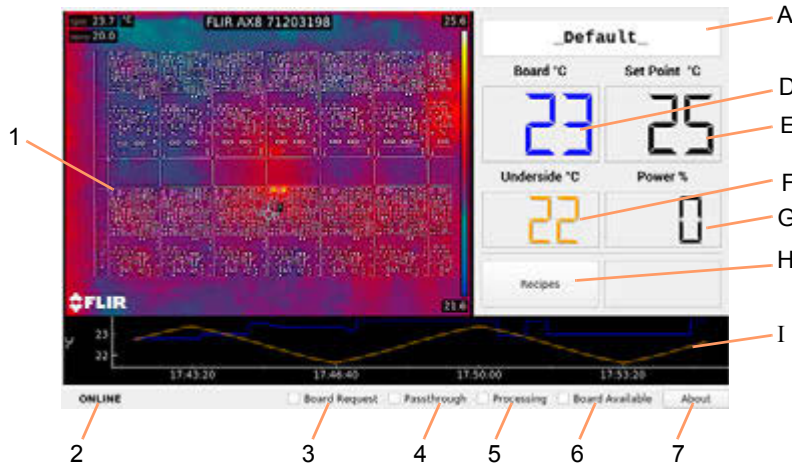 23.7 °C
20.0
FLIR AX8 71203198
25.6
_Default_
A
Board °C
Set Point °C
23
25
D
E
1
Underside °C
Power %
22
0
F
G
Recipes
H
FLIR
21.6
23
22
I
17:43:20
17:46:40
17:50:00
17:53:20
ONLINE
Board Request
Passthrough
Processing
Board Available
About
2
3
4
5
6
7